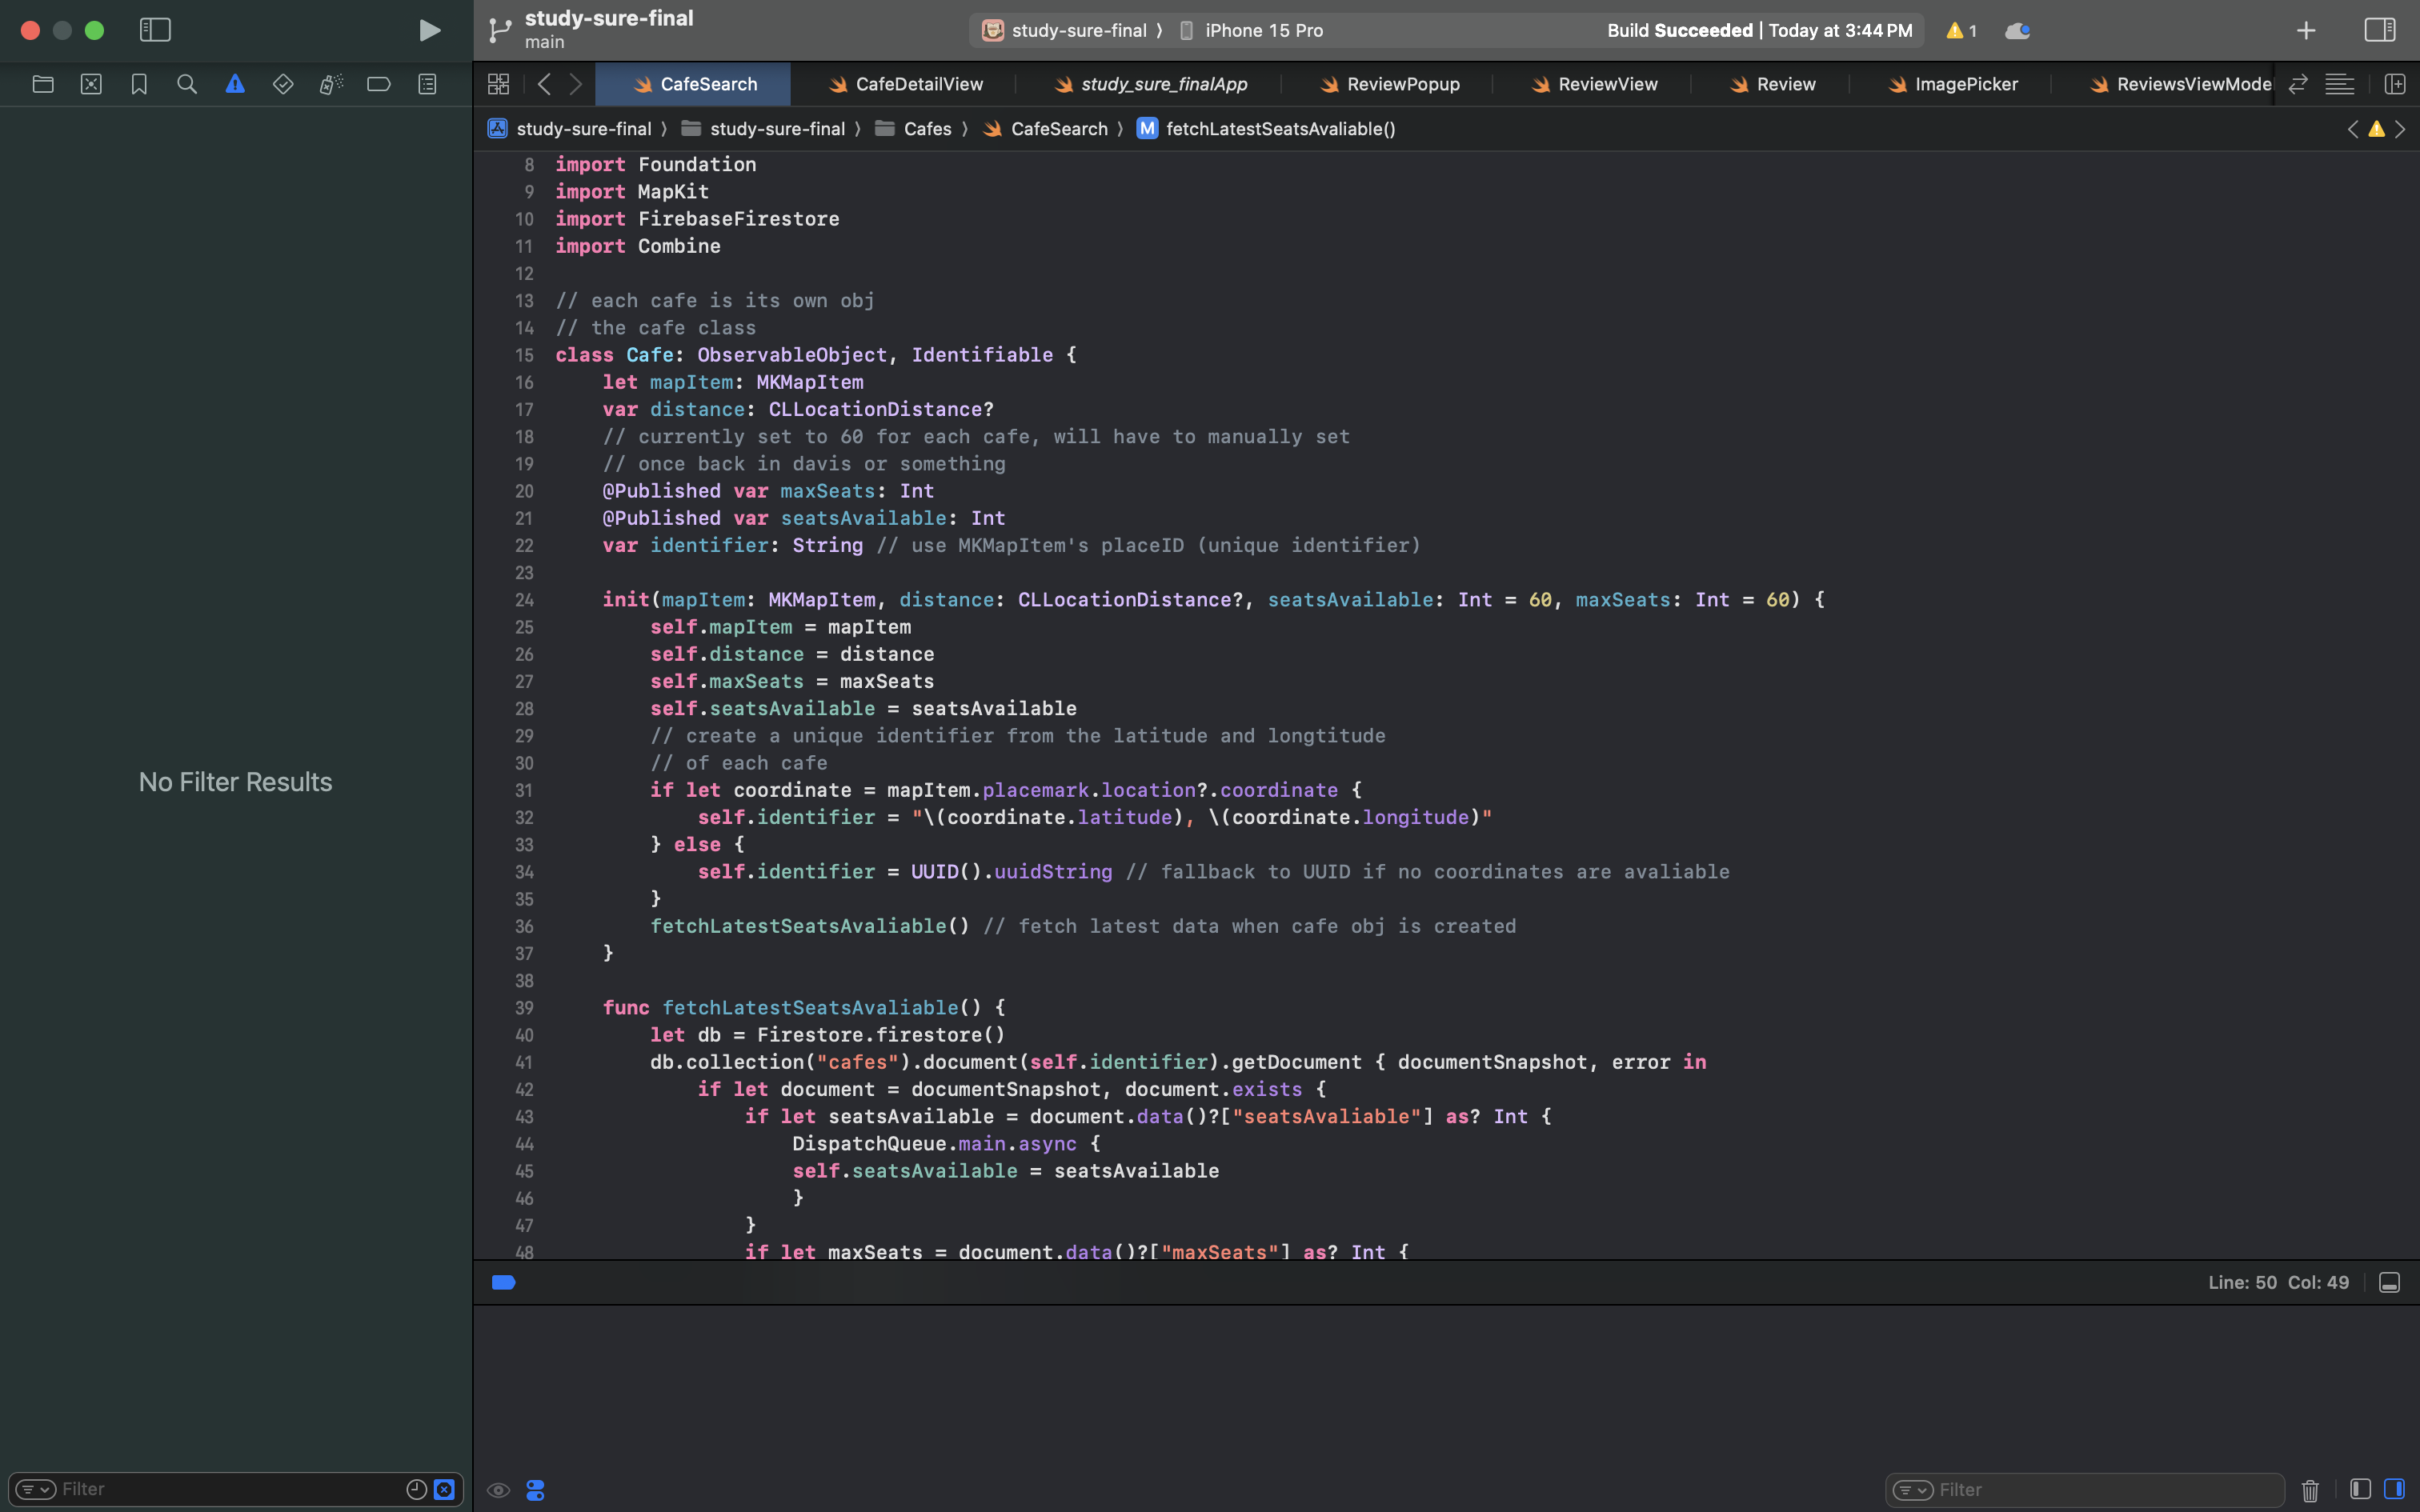 study-sure-final
main
study-sure-final 〉 iPhone 15 Pro
Build Succeeded | Today at 3:44 PM
1
CafeSearch
CafeDetailView
study_sure_finalApp
ReviewPopup
ReviewView
Review
ImagePicker
ReviewsViewMode
study-sure-final 〉 study-sure-final 〉 Cafes 〉 CafeSearch 〉 M fetchLatestSeatsAvaliable()
8 import Foundation
9 import MapKit
10 import FirebaseFirestore
11 import Combine
12
13 // each cafe is its own obj
14 // the cafe class
15 class Cafe: ObservableObject, Identifiable {
16 let mapItem: MKMapItem
17 var distance: CLLocationDistance?
18 // currently set to 60 for each cafe, will have to manually set
19 // once back in davis or something
20 @Published var maxSeats: Int
21 @Published var seatsAvailable: Int
22 var identifier: String // use MKMapItem's placeID (unique identifier)
23
24 init(mapItem: MKMapItem, distance: CLLocationDistance?, seatsAvailable: Int = 60, maxSeats: Int = 60) {
25 self.mapItem = mapItem
26 self.distance = distance
27 self.maxSeats = maxSeats
28 self.seatsAvailable = seatsAvailable
29 // create a unique identifier from the latitude and longtitude
30 // of each cafe
31 if let coordinate = mapItem.placemark.location?.coordinate {
32 self.identifier = "\(coordinate.latitude), \(coordinate.longitude)"
33 } else {
34 self.identifier = UUID().uuidString // fallback to UUID if no coordinates are avaliable
35 }
36 fetchLatestSeatsAvaliable() // fetch latest data when cafe obj is created
37 }
38
39 func fetchLatestSeatsAvaliable() {
40 let db = Firestore.firestore()
41 db.collection("cafes").document(self.identifier).getDocument { documentSnapshot, error in
42 if let document = documentSnapshot, document.exists {
43 if let seatsAvailable = document.data()?["seatsAvaliable"] as? Int {
44 DispatchQueue.main.async {
45 self.seatsAvailable = seatsAvailable
46 }
47 }
48 if let maxSeats = document.data()?["maxSeats"] as? Int {
No Filter Results
Line: 50 Col: 49
Filter
Filter